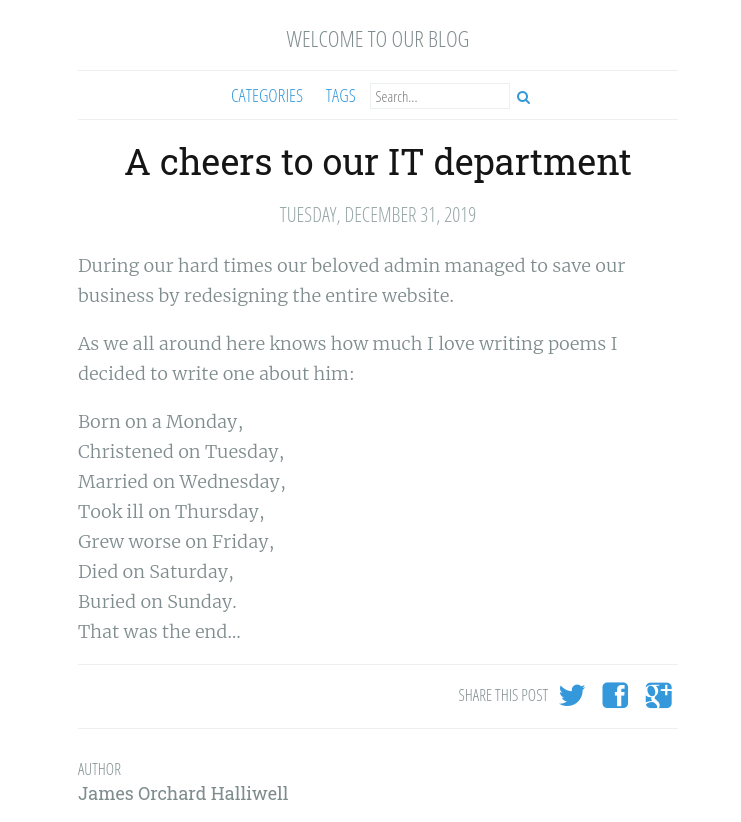 WELCOME TO OUR BLOG
CATEGORIES TAGS Search...
A cheers to our IT department
TUESDAY, DECEMBER 31, 2019
During our hard times our beloved admin managed to save our
business by redesigning the entire website.
As we all around here knows how much I love writing poems I
decided to write one about him:
Born on a Monday,
Christened on Tuesday,
Married on Wednesday,
Took ill on Thursday,
Grew worse on Friday,
Died on Saturday,
Buried on Sunday.
That was the end…
SHARE THIS POST
AUTHOR
James Orchard Halliwell